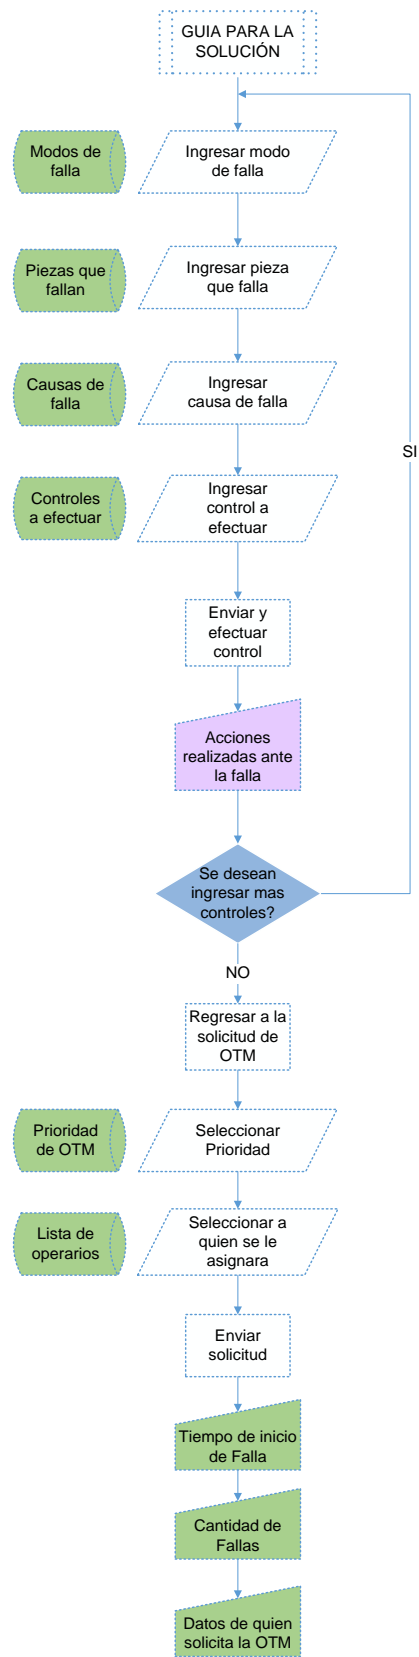 GUIA PARA LA
SOLUCIÓN
Modos de
falla
Ingresar modo
de falla
Piezas que
fallan
Ingresar pieza
que falla
Causas de
falla
Ingresar
causa de falla
SI
Controles
a efectuar
Ingresar
control a
efectuar
Enviar y
efectuar
control
Acciones
realizadas ante
la falla
Se desean
ingresar mas
controles?
NO
Regresar a la
solicitud de
OTM
Prioridad
de OTM
Seleccionar
Prioridad
Lista de
operarios
Seleccionar a
quien se le
asignara
Enviar
solicitud
Tiempo de inicio
de Falla
Cantidad de
Fallas
Datos de quien
solicita la OTM